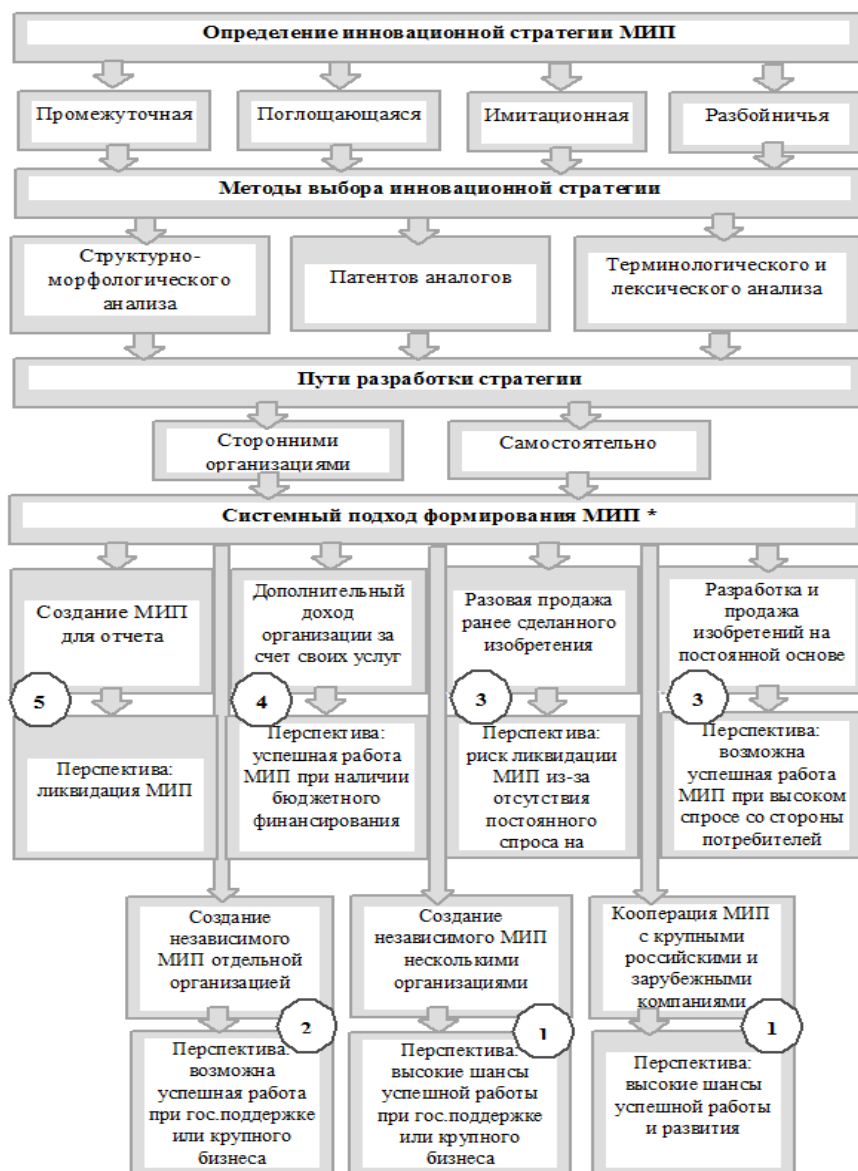 Определение инновационной стратегии МИП
Промежуточная
Поглощающаяся
Имитационная
Разбойничья
Методы выбора инновационной стратегии
Структурно-
морфологического
анализа
Патентов аналогов
Терминологического и
лексического анализа
Пути разработки стратегии
Сторонними
организациями
Самостоятельно
Системный подход формирования МИП *
Создание МИП
для отчета
Дополнительный
доход
организации за
счет своих услуг
Разовая продажа
ранее сделанного
изобретения
Разработка и
продажа
изобретений на
постоянной основе
5
4
3
3
Перспектива:
ликвидация МИП
Перспектива:
успешная работа
МИП при наличии
бюджетного
финансирования
Перспектива:
риск ликвидации
МИП из-за
отсутствия
постоянного
спроса на
Перспектива:
возможна
успешная работа
МИП при высоком
спросе со стороны
потребителей
Создание
независимого
МИП отдельной
организацией
Создание
независимого МИП
несколькими
организациями
Кооперация МИП
с крупными
российскими и
зарубежными
компаниями
2
1
1
Перспектива:
возможна
успешная работа
при гос.поддержке
или крупного
бизнеса
Перспектива:
высокие шансы
успешной работы
при гос.поддержке
или крупного
бизнеса
Перспектива:
высокие шансы
успешной работы
и развития